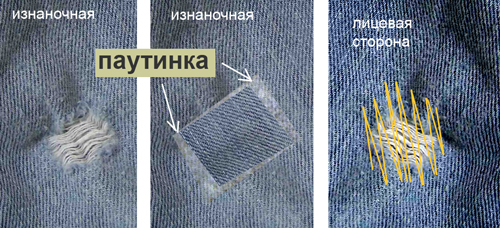 изнаночная
изнаночная
лицевая
сторона
паутинка